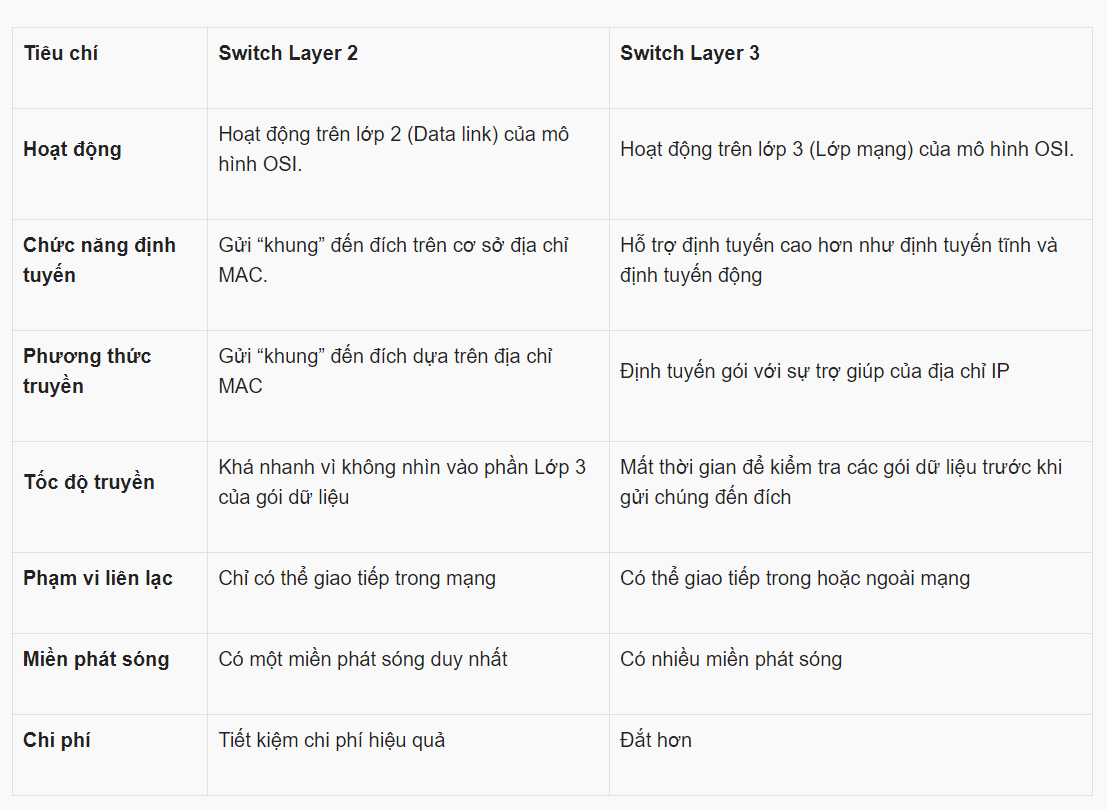 Tiêu chí
Switch Layer 2
Switch Layer 3
Hoạt động
Hoạt động trên lớp 2 (Data link) của mô
hình OSI.
Hoạt động trên lớp 3 (Lớp mạng) của mô hình OSI.
Chức năng định
tuyến
Gửi “khung” đến đích trên cơ sở địa chỉ
MAC.
Hỗ trợ định tuyến cao hơn như định tuyến tĩnh và
định tuyến động
Phương thức
truyền
Gửi “khung” đến đích dựa trên địa chỉ
MAC
Định tuyến gói với sự trợ giúp của địa chỉ IP
Tốc độ truyền
Khá nhanh vì không nhìn vào phần Lớp 3
của gói dữ liệu
Mất thời gian để kiểm tra các gói dữ liệu trước khi
gửi chúng đến đích
Phạm vi liên lạc
Chỉ có thể giao tiếp trong mạng
Có thể giao tiếp trong hoặc ngoài mạng
Miền phát sóng
Có một miền phát sóng duy nhất
Có nhiều miền phát sóng
Chi phí
Tiết kiệm chi phí hiệu quả
Đắt hơn